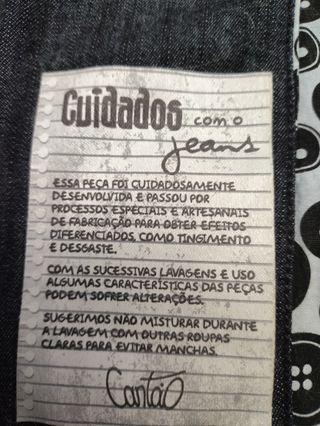 Cuidados com o
jeans
ESSA PEÇA FOI CUIDADOSAMENTE
DESENVOLVIDA E PASSOU POR
PROCESSOS ESPECIAIS E ARTESANAIS
DE FABRICAÇÃO PARA OBTER EFEITOS
DIFERENCIADOS, COMO TINGIMENTO
E DESGASTE.
COM AS SUCESSIVAS LAVAGENS E USO
ALGUMAS CARACTERÍSTICAS DAS PEÇAS
PODEM SOFRER ALTERAÇÕES.
SUGERIMOS NÃO MISTURAR DURANTE
A LAVAGEM COM OUTRAS ROUPAS
CLARAS PARA EVITAR MANCHAS.
Cantão